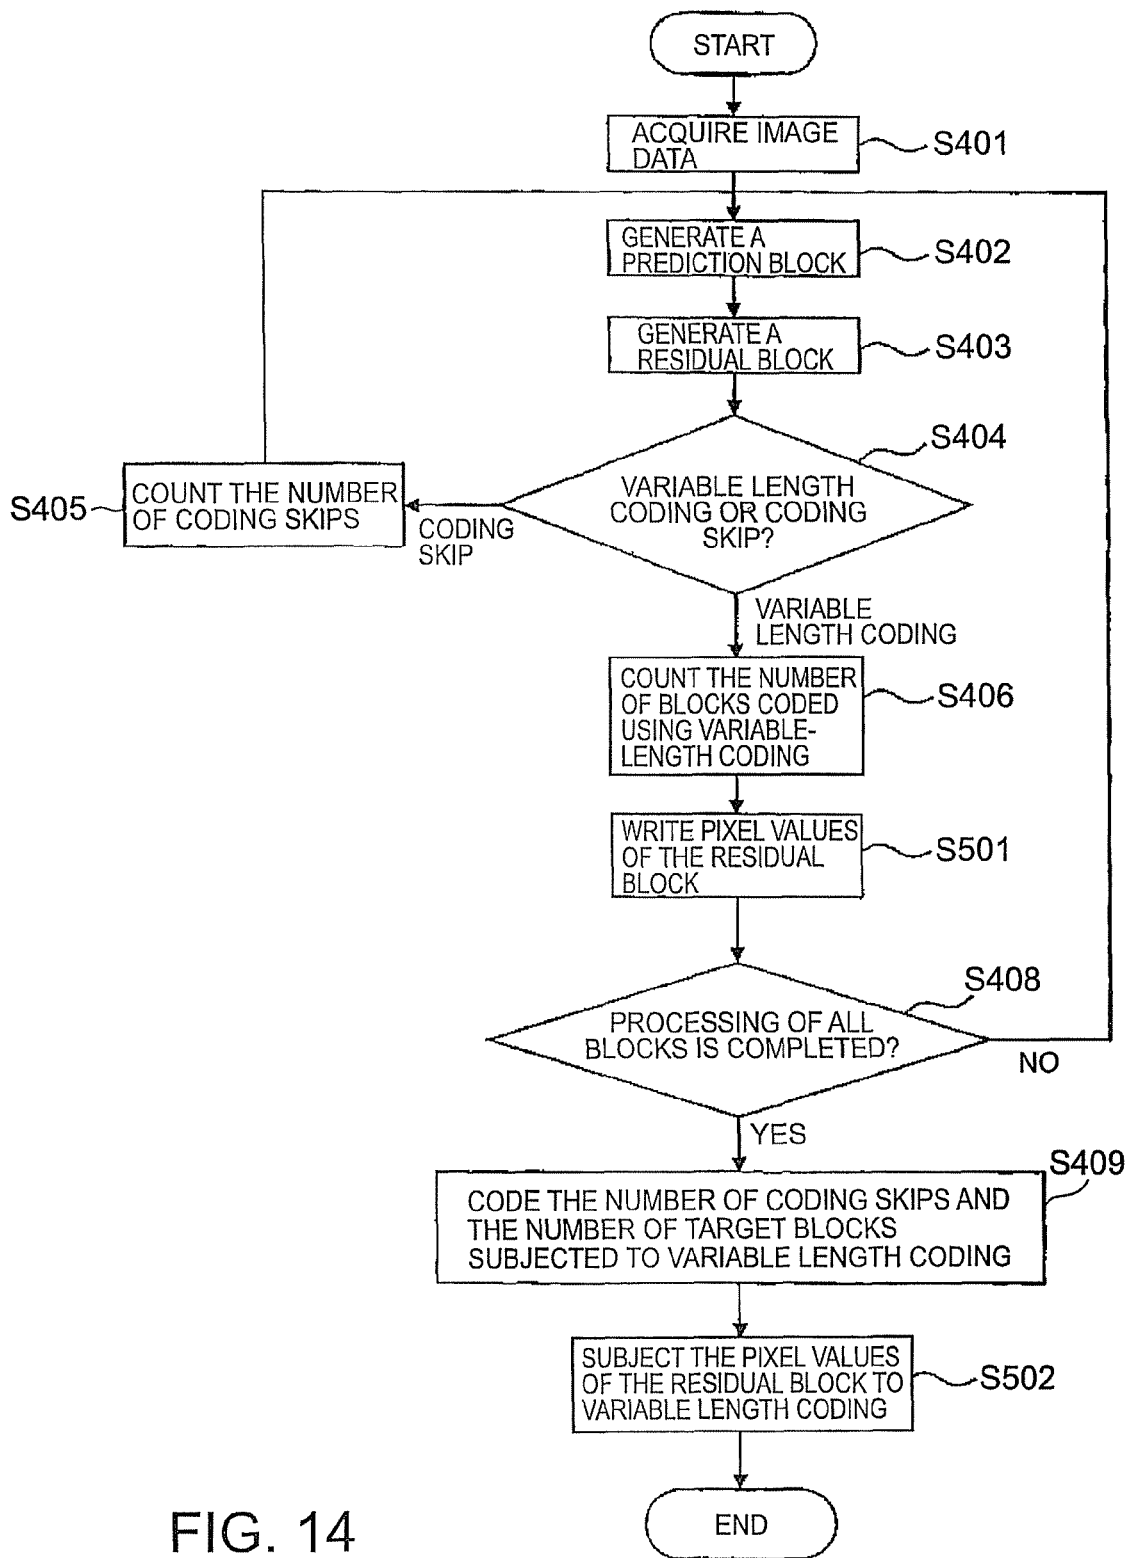 START
ACQUIRE IMAGE
DATA
S401
GENERATE A
PREDICTION BLOCK
S402
GENERATE A
RESIDUAL BLOCK
S403
S404
VARIABLE LENGTH
CODING OR CODING
SKIP?
S405
COUNT THE NUMBER
OF CODING SKIPS
CODING
SKIP
VARIABLE
LENGTH CODING
COUNT THE NUMBER
OF BLOCKS CODED
USING VARIABLE-
LENGTH CODING
S406
WRITE PIXEL VALUES
OF THE RESIDUAL
BLOCK
S501
S408
PROCESSING OF ALL
BLOCKS IS COMPLETED?
NO
YES
S409
CODE THE NUMBER OF CODING SKIPS AND
THE NUMBER OF TARGET BLOCKS
SUBJECTED TO VARIABLE LENGTH CODING
SUBJECT THE PIXEL VALUES
OF THE RESIDUAL BLOCK TO
VARIABLE LENGTH CODING
S502
END
FIG. 14